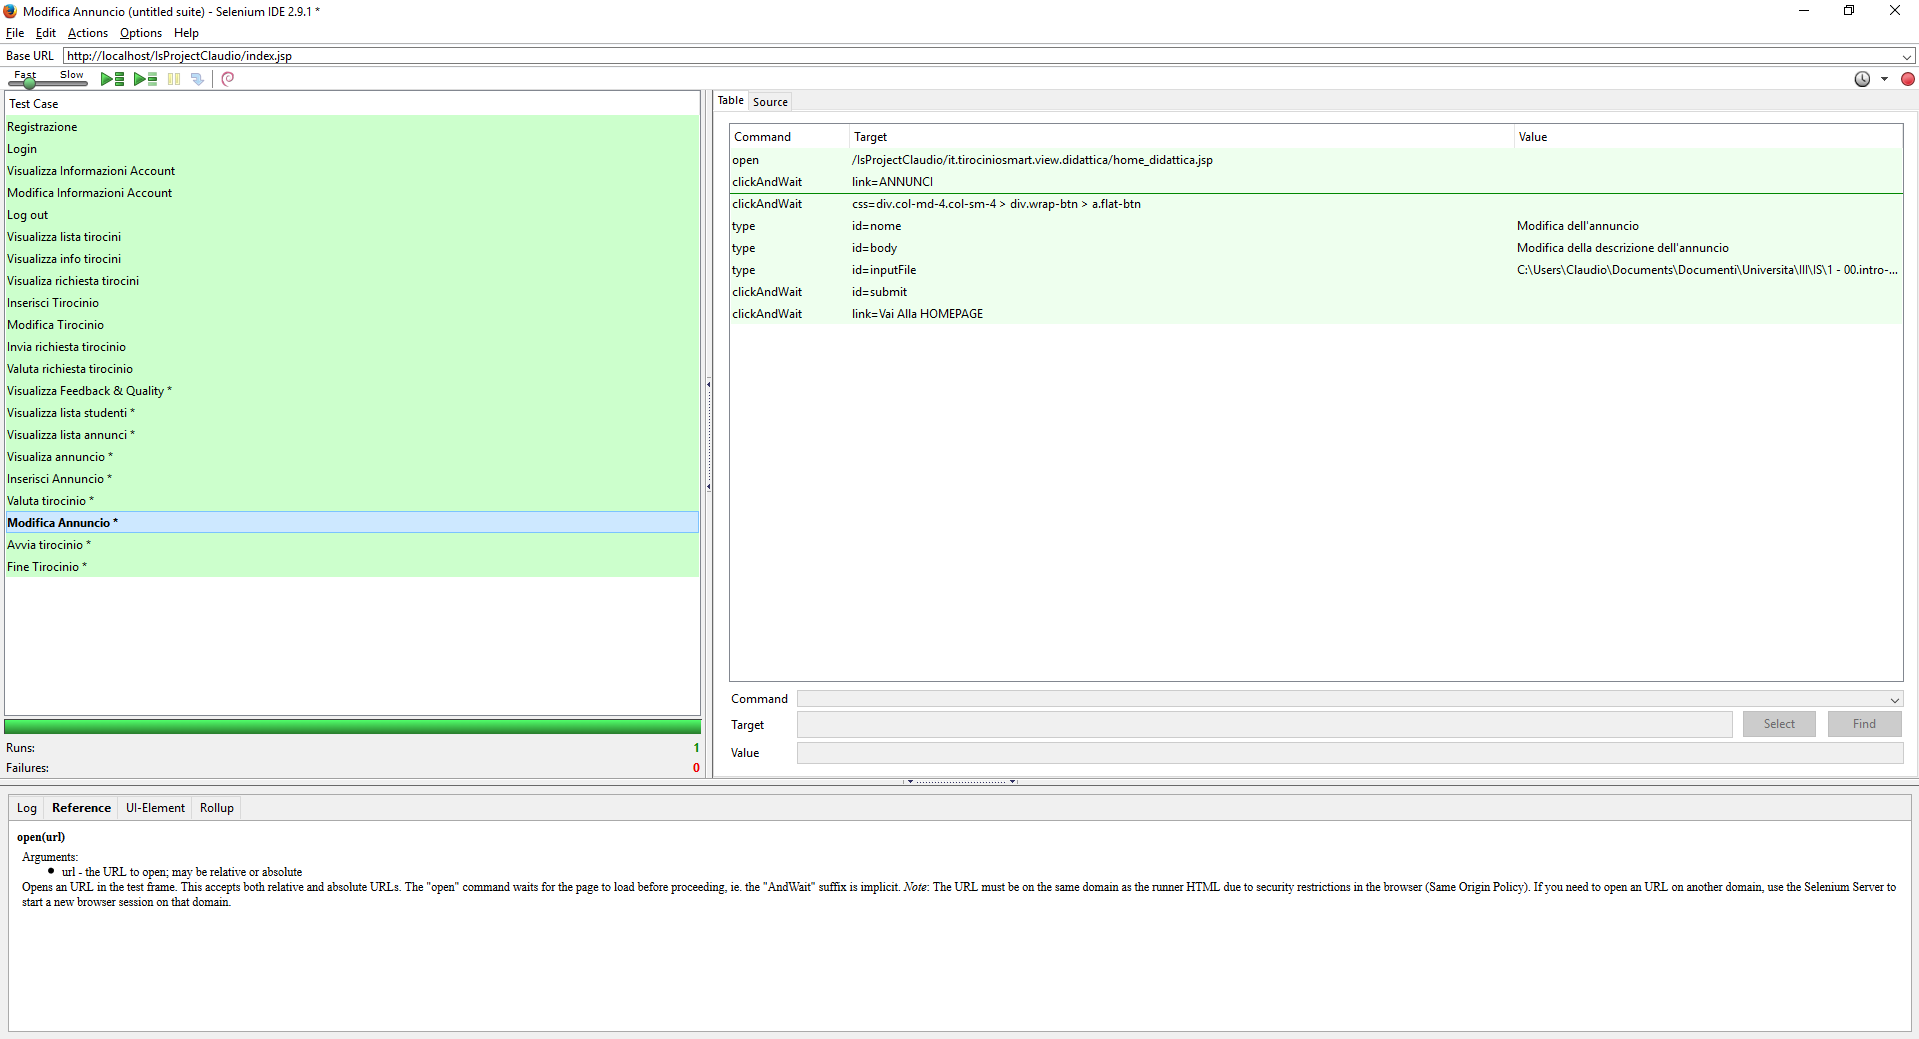 Modifica Annuncio (untitled suite) - Selenium IDE 2.9.1 *
File Edit Actions Options Help
Base URL http://localhost/IsProjectClaudio/index.jsp
Fast Slow
Test Case
Registrazione
Login
Visualizza Informazioni Account
Modifica Informazioni Account
Log out
Visualizza lista tirocini
Visualizza info tirocini
Visualiza richiesta tirocini
Inserisci Tirocinio
Modifica Tirocinio
Invia richiesta tirocinio
Valuta richiesta tirocinio
Visualizza Feedback & Quality *
Visualizza lista studenti *
Visualizza lista annunci *
Visualiza annuncio *
Inserisci Annuncio *
Valuta tirocinio *
Modifica Annuncio *
Avvia tirocinio *
Fine Tirocinio *
Runs: 1
Failures: 0
Table Source
Command Target Value
open /IsProjectClaudio/it.tirociniosmart.view.didattica/home_didattica.jsp
clickAndWait link=ANNUNCI
clickAndWait css=div.col-md-4.col-sm-4 > div.wrap-btn > a.flat-btn
type id=nome Modifica dell'annuncio
type id=body Modifica della descrizione dell'annuncio
type id=inputFile C:\Users\Claudio\Documents\Documenti\Universita\III\IS\1 - 00.intro-...
clickAndWait id=submit
clickAndWait link=Vai Alla HOMEPAGE
Command
Target Select Find
Value
Log Reference UI-Element Rollup
open(url)
Arguments:
• url - the URL to open; may be relative or absolute
Opens an URL in the test frame. This accepts both relative and absolute URLs. The "open" command waits for the page to load before proceeding, ie. the "AndWait" suffix is implicit. Note: The URL must be on the same domain as the runner HTML due to security restrictions in the browser (Same Origin Policy). If you need to open an URL on another domain, use the Selenium Server to
start a new browser session on that domain.